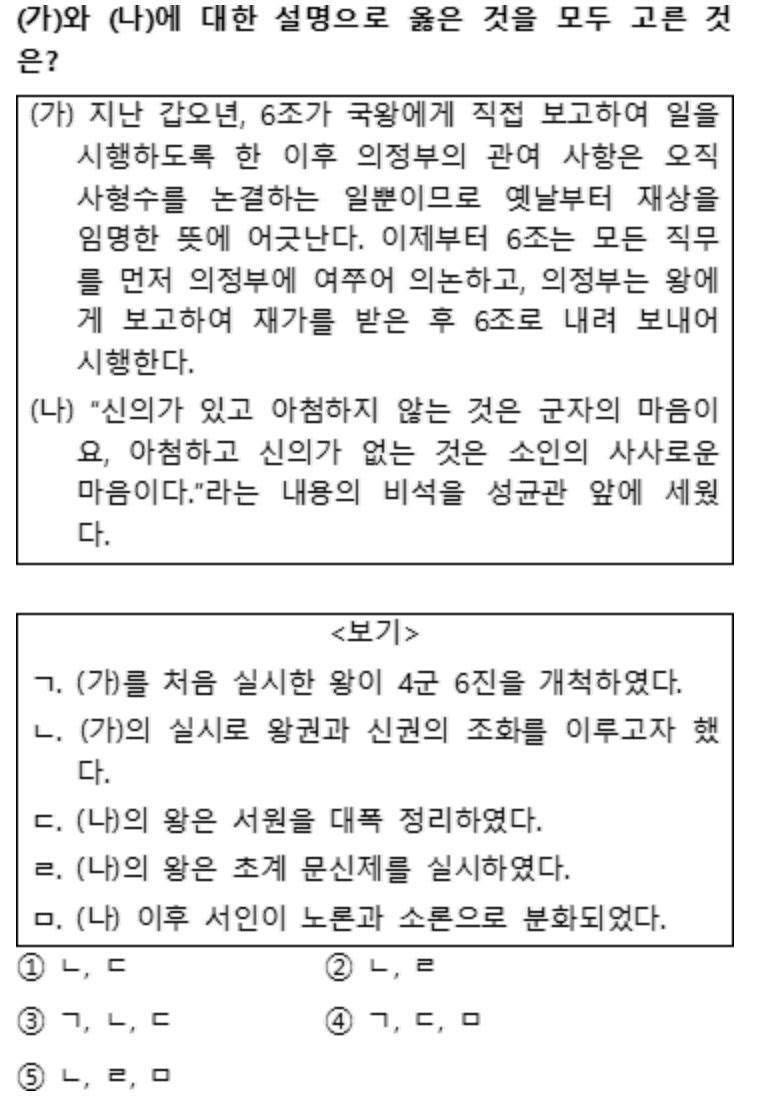 (가)와 (나)에 대한 설명으로 옳은 것을 모두 고른 것
은?
(가) 지난 갑오년, 6조가 국왕에게 직접 보고하여 일을
시행하도록 한 이후 의정부의 관여 사항은 오직
사형수를 논결하는 일뿐이므로 옛날부터 재상을
임명한 뜻에 어긋난다. 이제부터 6조는 모든 직무
를 먼저 의정부에 여쭈어 의논하고, 의정부는 왕에
게 보고하여 재가를 받은 후 6조로 내려 보내어
시행한다.
(나) “신의가 있고 아첨하지 않는 것은 군자의 마음이
요, 아첨하고 신의가 없는 것은 소인의 사사로운
마음이다.”라는 내용의 비석을 성균관 앞에 세웠
다.
<보기>
ㄱ. (가)를 처음 실시한 왕이 4군 6진을 개척하였다.
ㄴ. (가)의 실시로 왕권과 신권의 조화를 이루고자 했
다.
ㄷ. (나)의 왕은 서원을 대폭 정리하였다.
ㄹ. (나)의 왕은 초계 문신제를 실시하였다.
ㅁ. (나) 이후 서인이 노론과 소론으로 분화되었다.
① ㄴ, ㄷ ② ㄴ, ㄹ
③ ㄱ, ㄴ, ㄷ ④ ㄱ, ㄷ, ㅁ
⑤ ㄴ, ㄹ, ㅁ